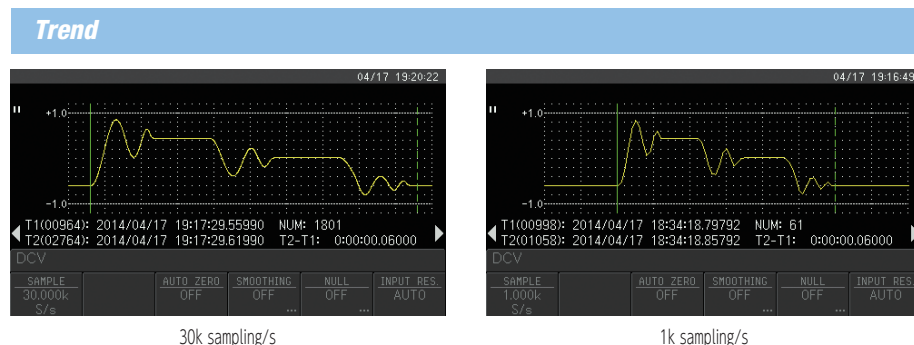 Trend
04/17 19:20:22
+1.0
-1.0
T1(00964): 2014/04/17 19:17:29.55990 NUM: 1801
T2(02764): 2014/04/17 19:17:29.61990 T2-T1: 0:00:00.06000
DCV
SAMPLE AUTO ZERO SMOOTHING NULL INPUT RES.
30.000k OFF OFF OFF AUTO
S/s ... ...
30k sampling/s
04/17 19:16:49
+1.0
-1.0
T1(00998): 2014/04/17 18:34:18.79792 NUM: 61
T2(01058): 2014/04/17 18:34:18.85792 T2-T1: 0:00:00.06000
DCV
SAMPLE AUTO ZERO SMOOTHING NULL INPUT RES.
1.000k OFF OFF OFF AUTO
S/s ... ...
1k sampling/s